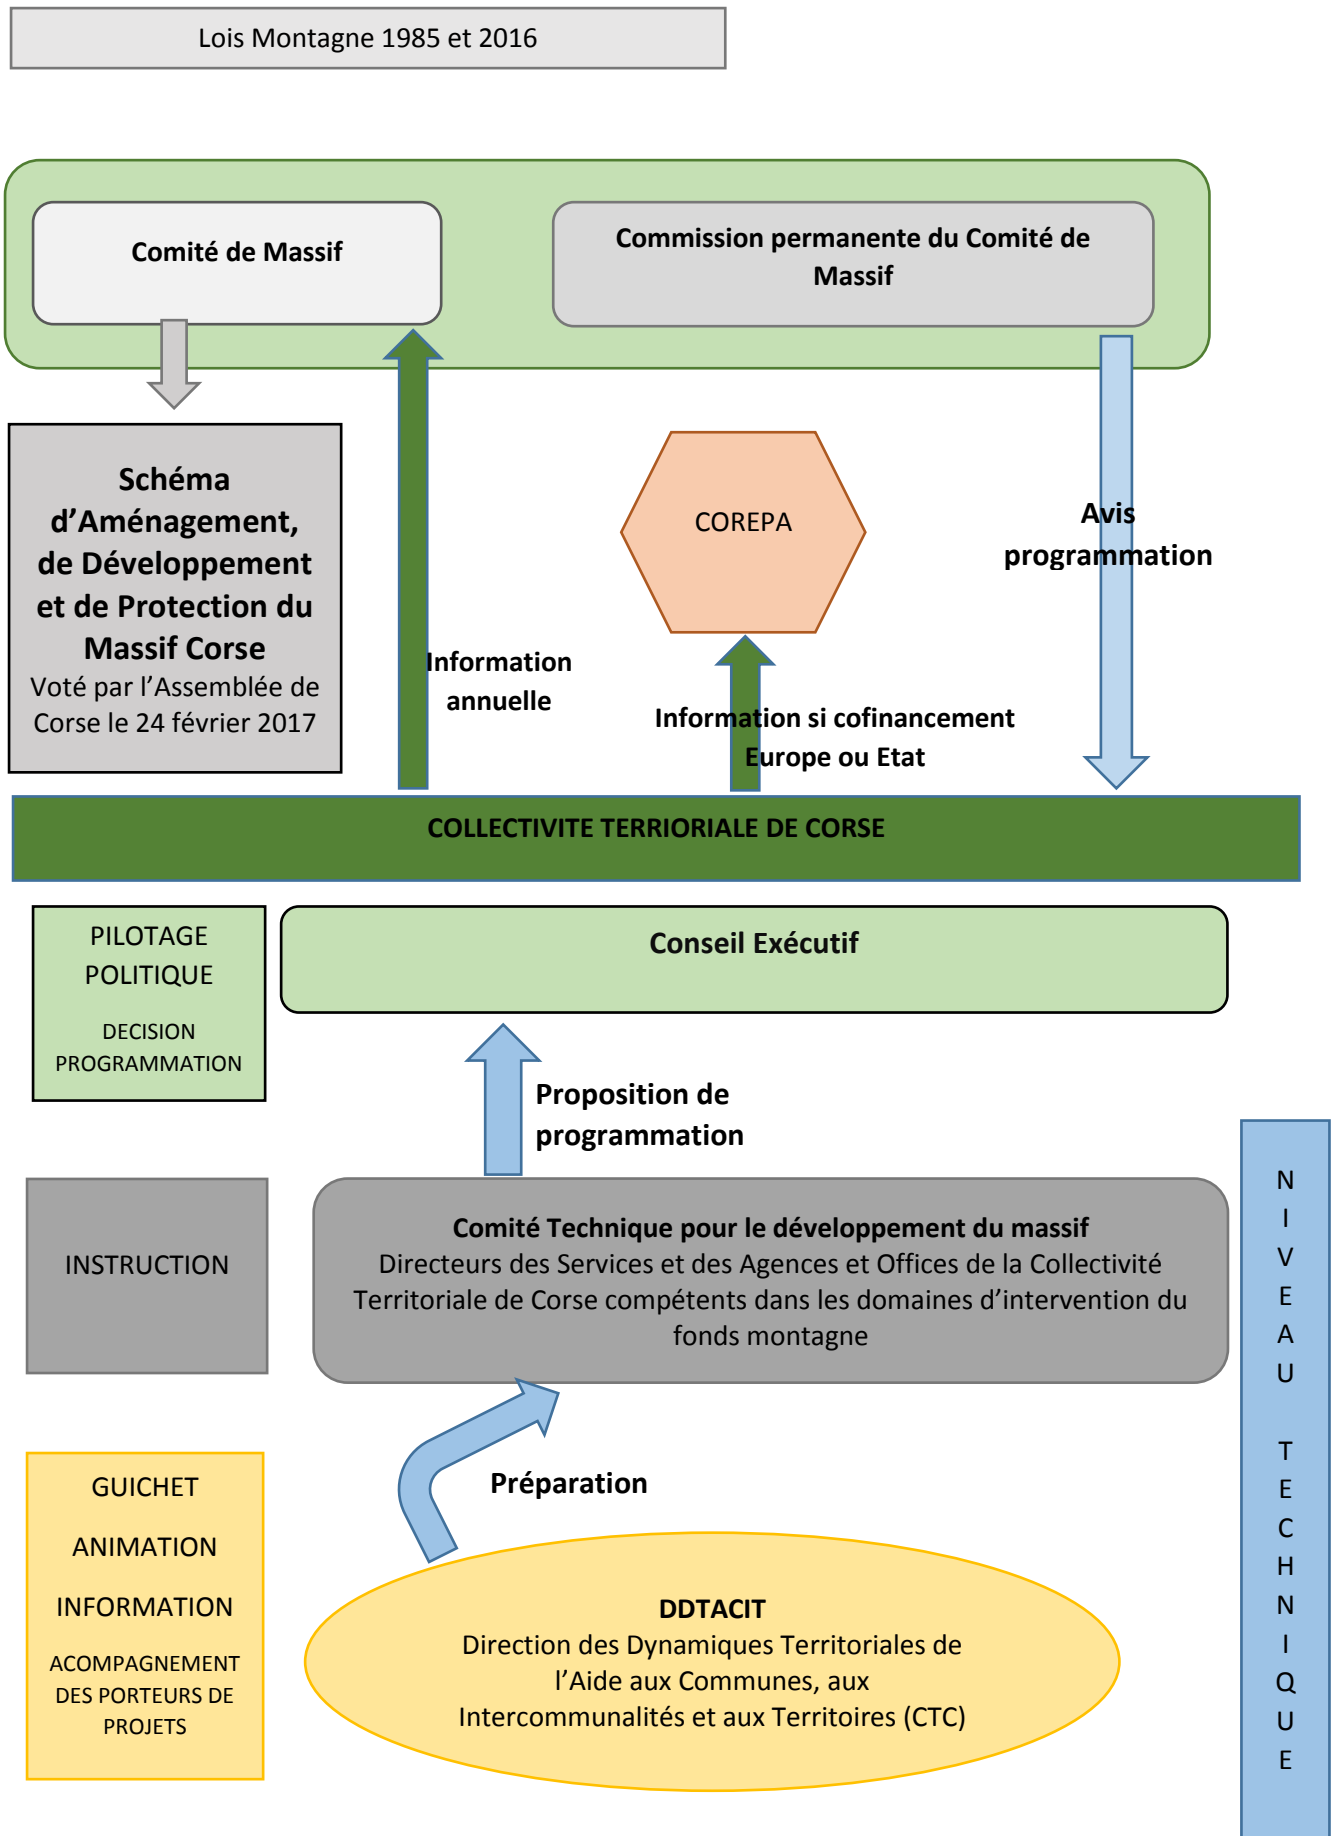 Lois Montagne 1985 et 2016
Comité de Massif
Commission permanente du Comité de
Massif
Schéma
d’Aménagement,
de Développement
et de Protection du
Massif Corse
Voté par l’Assemblée de
Corse le 24 février 2017
Information
annuelle
COREPA
Information si cofinancement
Europe ou Etat
Avis
programmation
COLLECTIVITE TERRIORIALE DE CORSE
PILOTAGE
POLITIQUE
DECISION
PROGRAMMATION
Conseil Exécutif
Proposition de
programmation
INSTRUCTION
Comité Technique pour le développement du massif
Directeurs des Services et des Agences et Offices de la Collectivité
Territoriale de Corse compétents dans les domaines d’intervention du
fonds montagne
Préparation
GUICHET
ANIMATION
INFORMATION
ACOMPAGNEMENT
DES PORTEURS DE
PROJETS
DDTACIT
Direction des Dynamiques Territoriales de
l’Aide aux Communes, aux
Intercommunalités et aux Territoires (CTC)
NIVEAU TECHNIQUE